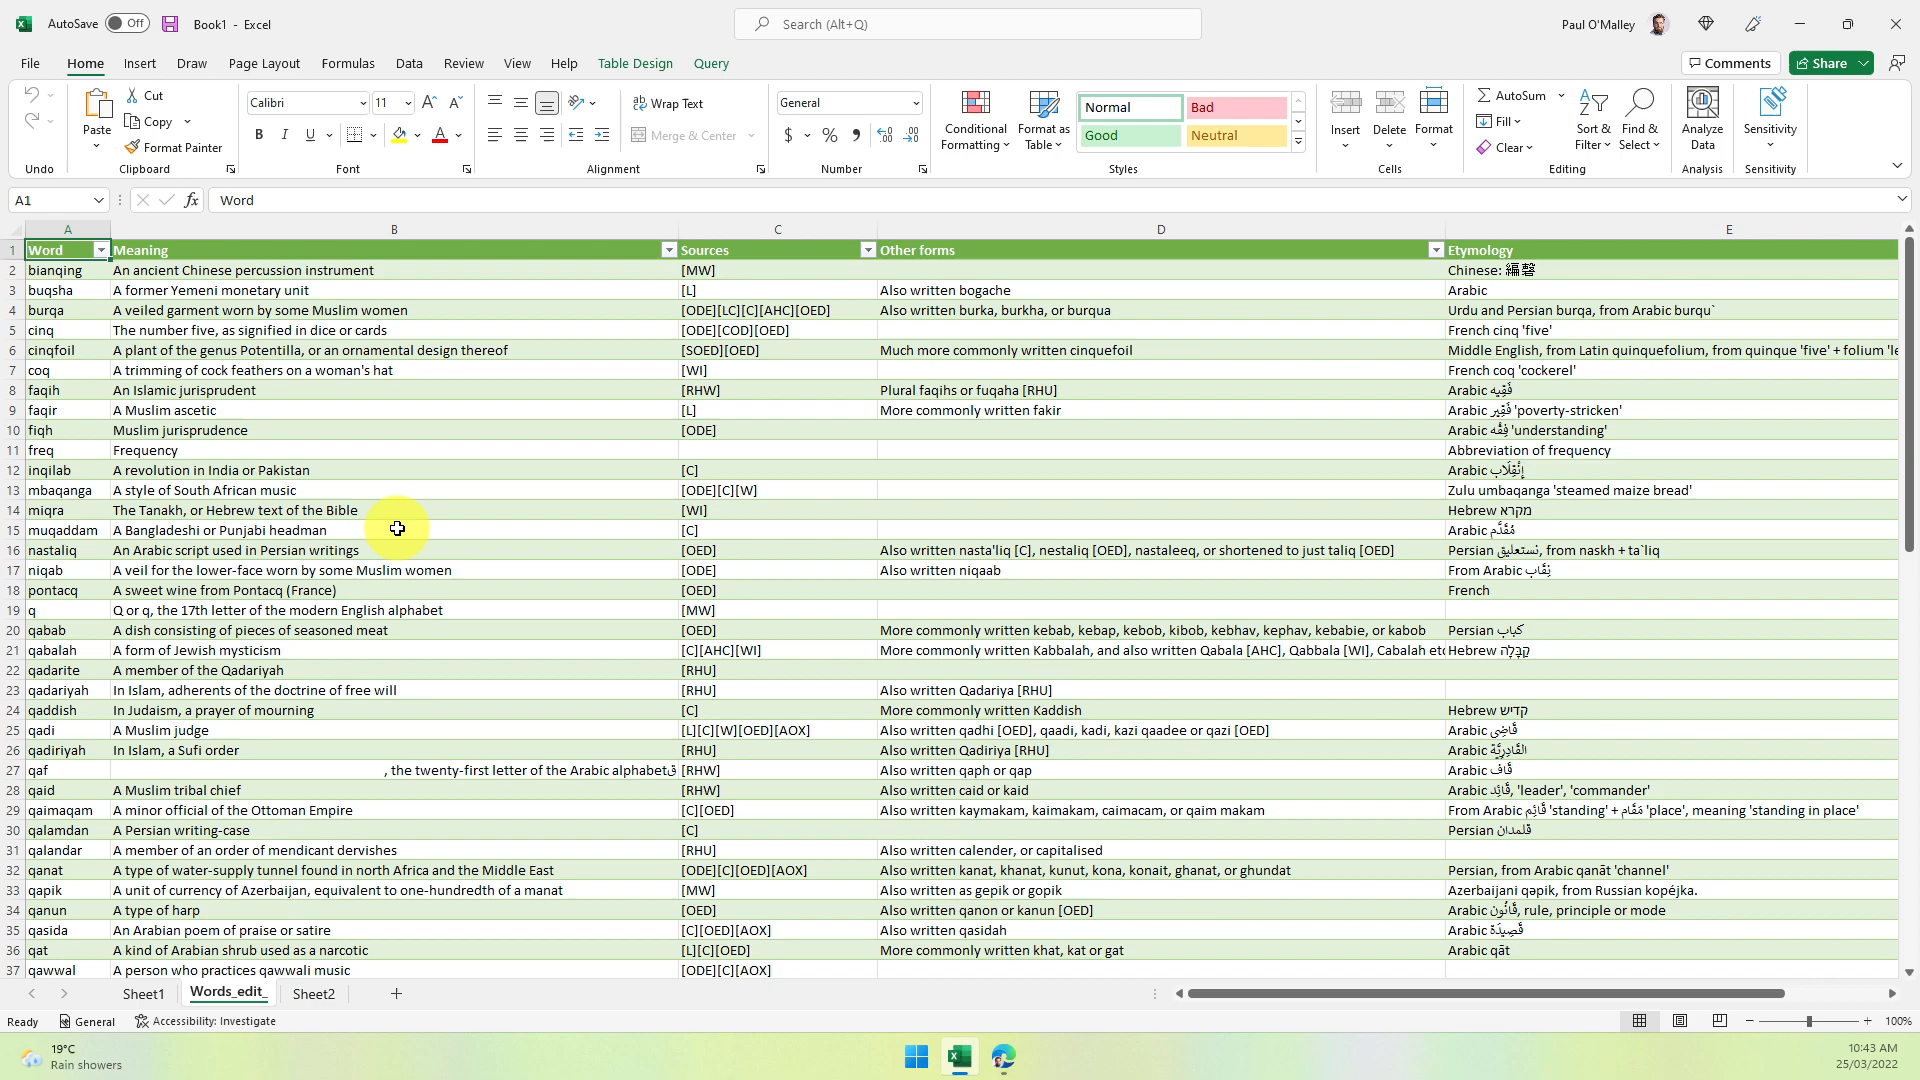 AutoSave Off Book1 - Excel Search (Alt+Q) Paul O'Malley
File Home Insert Draw Page Layout Formulas Data Review View Help Table Design Query Comments Share
Cut Calibri 11 Wrap Text General Normal Bad AutoSum
Paste Copy Conditional Formatting Format as Table Good Neutral Insert Delete Format Fill Sort & Filter Find & Select Analyze Data Sensitivity
Format Painter B I U A Merge & Center $ % Clear
Undo Clipboard Font Alignment Number Styles Cells Editing Analysis Sensitivity
A1 fx Word
A B C D E
1 Word Meaning Sources Other forms Etymology
2 bianqing An ancient Chinese percussion instrument [MW] Chinese: 編磬
3 buqsha A former Yemeni monetary unit [L] Also written bogache Arabic
4 burqa A veiled garment worn by some Muslim women [ODE][LC][C][AHC][OED] Also written burka, burkha, or burqua Urdu and Persian burqa, from Arabic burqu`
5 cinq The number five, as signified in dice or cards [ODE][COD][OED] French cinq 'five'
6 cinqfoil A plant of the genus Potentilla, or an ornamental design thereof [SOED][OED] Much more commonly written cinquefoil Middle English, from Latin quinquefolium, from quinque 'five' + folium 'le
7 coq A trimming of cock feathers on a woman's hat [WI] French coq 'cockerel'
8 faqih An Islamic jurisprudent [RHW] Plural faqihs or fuqaha [RHU] Arabic فَقِيه
9 faqir A Muslim ascetic [L] More commonly written fakir Arabic فَقِير 'poverty-stricken'
10 fiqh Muslim jurisprudence [ODE] Arabic فِقْه 'understanding'
11 freq Frequency Abbreviation of frequency
12 inqilab A revolution in India or Pakistan [C] Arabic إِنْقِلَاب
13 mbaqanga A style of South African music [ODE][C][W] Zulu umbaqanga 'steamed maize bread'
14 miqra The Tanakh, or Hebrew text of the Bible [WI] Hebrew מקרא
15 muqaddam A Bangladeshi or Punjabi headman [C] Arabic مُقَدَّم
16 nastaliq An Arabic script used in Persian writings [OED] Also written nasta'liq [C], nestaliq [OED], nastaleeq, or shortened to just taliq [OED] Persian نستعلیق, from naskh + ta`liq
17 niqab A veil for the lower-face worn by some Muslim women [ODE] Also written niqaab From Arabic نِقَاب
18 pontacq A sweet wine from Pontacq (France) [OED] French
19 q Q or q, the 17th letter of the modern English alphabet [MW]
20 qabab A dish consisting of pieces of seasoned meat [OED] More commonly written kebab, kebap, kebob, kibob, kebhav, kephav, kebabie, or kabob Persian کباب
21 qabalah A form of Jewish mysticism [C][AHC][WI] More commonly written Kabbalah, and also written Qabala [AHC], Qabbala [WI], Cabalah etc Hebrew קַבָּלָה
22 qadarite A member of the Qadariyah [RHU]
23 qadariyah In Islam, adherents of the doctrine of free will [RHU] Also written Qadariya [RHU]
24 qaddish In Judaism, a prayer of mourning [C] More commonly written Kaddish Hebrew קדיש
25 qadi A Muslim judge [L][C][W][OED][AOX] Also written qadhi [OED], qaadi, kadi, kazi qaadee or qazi [OED] Arabic قَاضِى
26 qadiriyah In Islam, a Sufi order [RHU] Also written Qadiriya [RHU] Arabic القَادِرِيَّة
27 qaf ق, the twenty-first letter of the Arabic alphabet [RHW] Also written qaph or qap Arabic قَاف
28 qaid A Muslim tribal chief [RHW] Also written caid or kaid Arabic قَائِد, 'leader', 'commander'
29 qaimaqam A minor official of the Ottoman Empire [C][OED] Also written kaymakam, kaimakam, caimacam, or qaim makam From Arabic قَائِم 'standing' + مَقَام 'place', meaning 'standing in place'
30 qalamdan A Persian writing-case [C] Persian قلمدان
31 qalandar A member of an order of mendicant dervishes [RHU] Also written calender, or capitalised
32 qanat A type of water-supply tunnel found in north Africa and the Middle East [ODE][C][OED][AOX] Also written kanat, khanat, kunut, kona, konait, ghanat, or ghundat Persian, from Arabic qanāt 'channel'
33 qapik A unit of currency of Azerbaijan, equivalent to one-hundredth of a manat [MW] Also written as gepik or gopik Azerbaijani qəpik, from Russian kopéjka.
34 qanun A type of harp [OED] Also written qanon or kanun [OED] Arabic قَانُون, rule, principle or mode
35 qasida An Arabian poem of praise or satire [C][OED][AOX] Also written qasidah Arabic قَصِيدَة
36 qat A kind of Arabian shrub used as a narcotic [L][C][OED] More commonly written khat, kat or gat Arabic qāt
37 qawwal A person who practices qawwali music [ODE][C][AOX]
Sheet1 Words_edit_ Sheet2
Ready General Accessibility: Investigate 100%
19°C
Rain showers
10:43 AM
25/03/2022